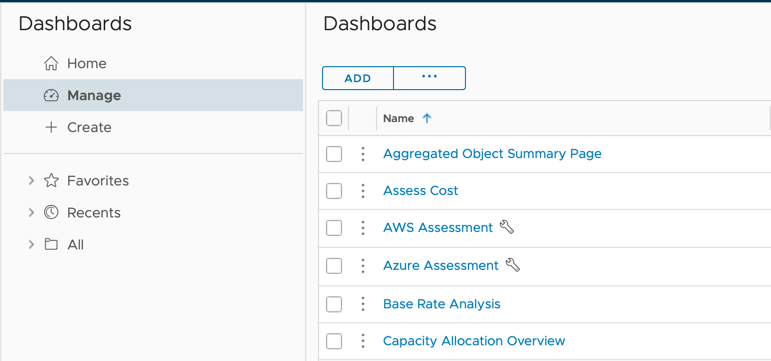 Dashboards
Home
Manage
Create
Favorites
Recents
All
Dashboards
ADD
Name
Aggregated Object Summary Page
Assess Cost
AWS Assessment
Azure Assessment
Base Rate Analysis
Capacity Allocation Overview